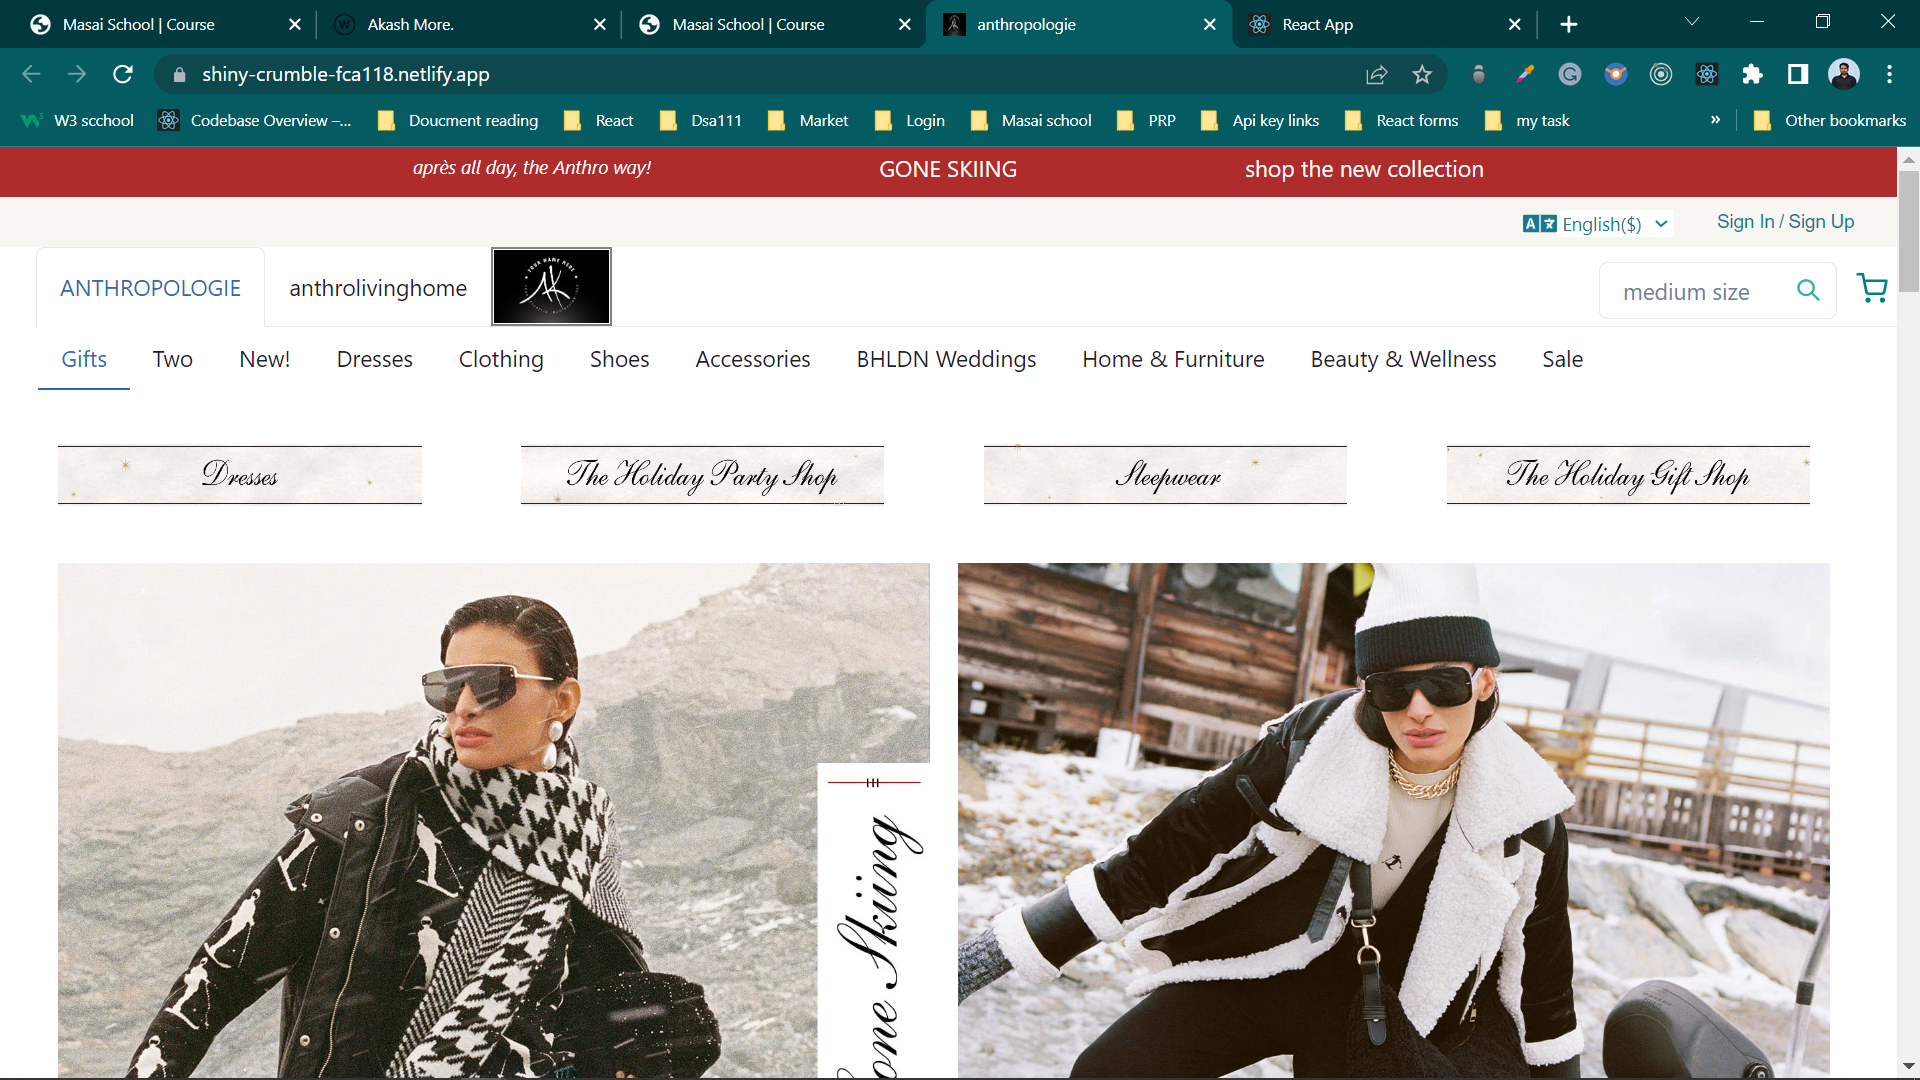 Masai School | Course
Akash More.
Masai School | Course
anthropologie
React App
shiny-crumble-fca118.netlify.app
W3 scchool
Codebase Overview –...
Doucment reading
React
Dsa111
Market
Login
Masai school
PRP
Api key links
React forms
my task
»
Other bookmarks
après all day, the Anthro way!
GONE SKIING
shop the new collection
English($)
Sign In / Sign Up
ANTHROPOLOGIE
anthrolivinghome
YOUR NAME HERE
AK
medium size
Gifts
Two
New!
Dresses
Clothing
Shoes
Accessories
BHLDN Weddings
Home & Furniture
Beauty & Wellness
Sale
Dresses
The Holiday Party Shop
Sleepwear
The Holiday Gift Shop
one Skiing